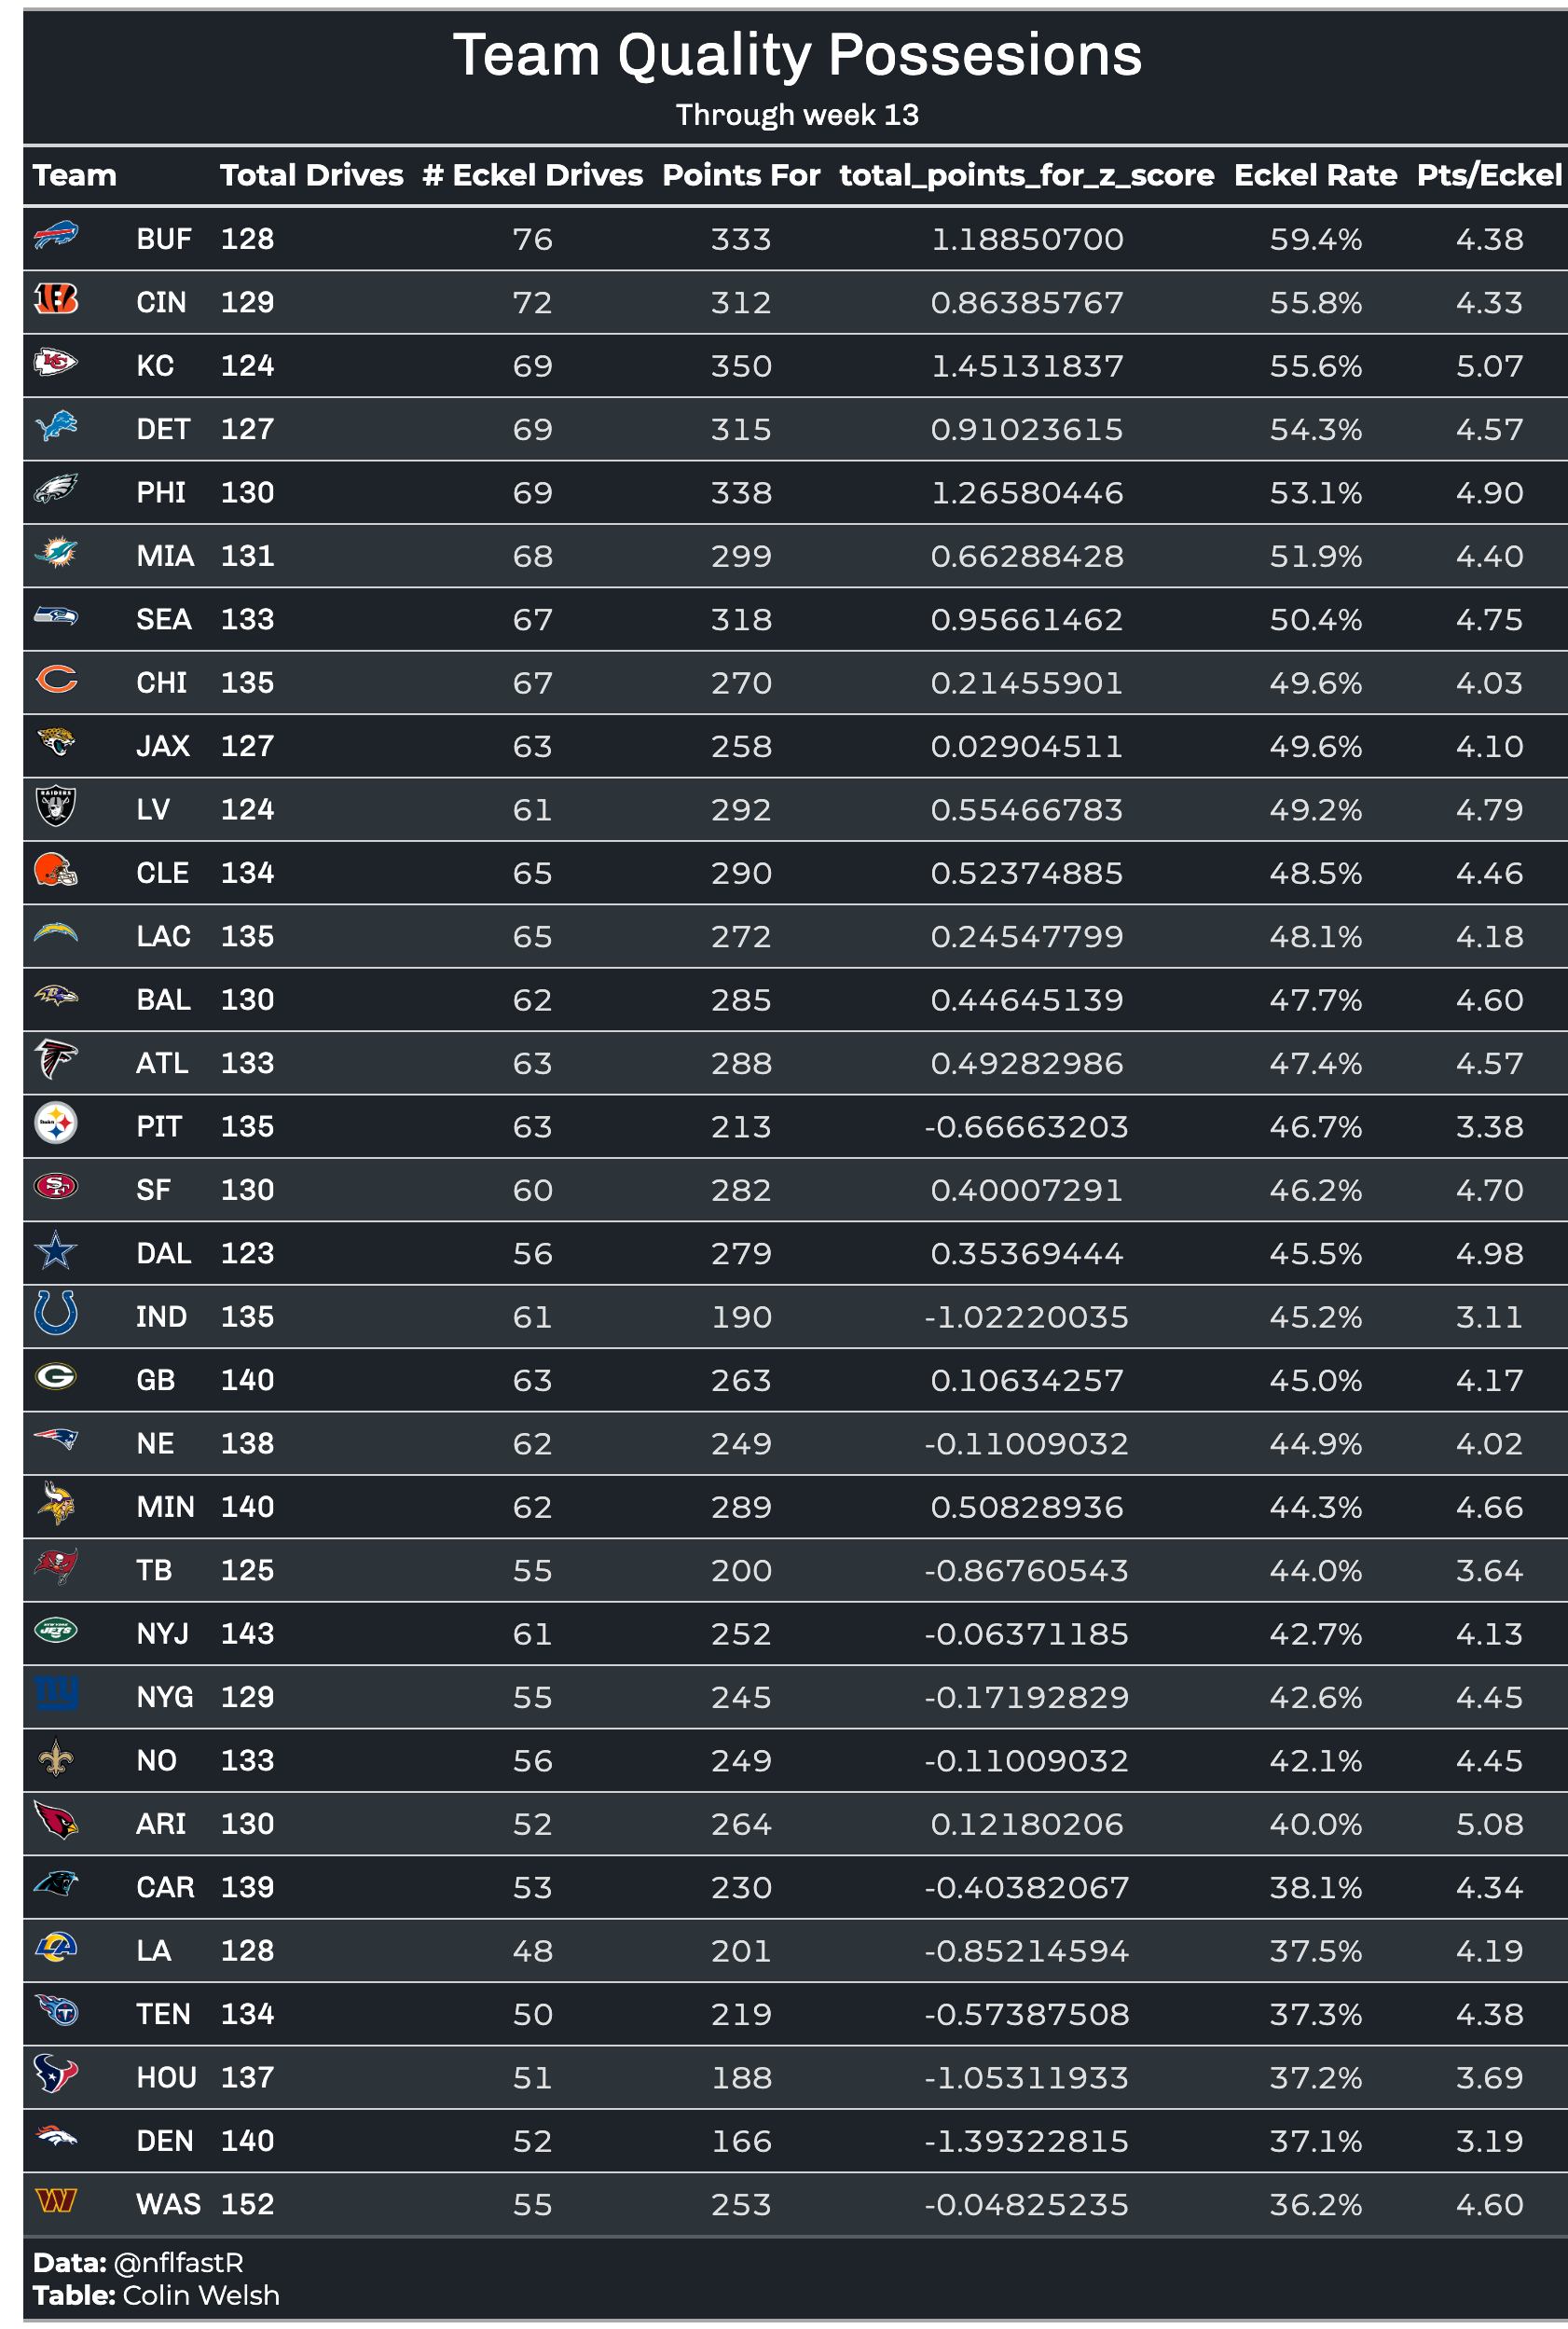 Team Quality Possesions
Through week 13
Team Total Drives # Eckel Drives Points For total_points_for_z_score Eckel Rate Pts/Eckel
BUF 128 76 333 1.18850700 59.4% 4.38
CIN 129 72 312 0.86385767 55.8% 4.33
KC 124 69 350 1.45131837 55.6% 5.07
DET 127 69 315 0.91023615 54.3% 4.57
PHI 130 69 338 1.26580446 53.1% 4.90
MIA 131 68 299 0.66288428 51.9% 4.40
SEA 133 67 318 0.95661462 50.4% 4.75
CHI 135 67 270 0.21455901 49.6% 4.03
JAX 127 63 258 0.02904511 49.6% 4.10
LV 124 61 292 0.55466783 49.2% 4.79
CLE 134 65 290 0.52374885 48.5% 4.46
LAC 135 65 272 0.24547799 48.1% 4.18
BAL 130 62 285 0.44645139 47.7% 4.60
ATL 133 63 288 0.49282986 47.4% 4.57
PIT 135 63 213 -0.66663203 46.7% 3.38
SF 130 60 282 0.40007291 46.2% 4.70
DAL 123 56 279 0.35369444 45.5% 4.98
IND 135 61 190 -1.02220035 45.2% 3.11
GB 140 63 263 0.10634257 45.0% 4.17
NE 138 62 249 -0.11009032 44.9% 4.02
MIN 140 62 289 0.50828936 44.3% 4.66
TB 125 55 200 -0.86760543 44.0% 3.64
NYJ 143 61 252 -0.06371185 42.7% 4.13
NYG 129 55 245 -0.17192829 42.6% 4.45
NO 133 56 249 -0.11009032 42.1% 4.45
ARI 130 52 264 0.12180206 40.0% 5.08
CAR 139 53 230 -0.40382067 38.1% 4.34
LA 128 48 201 -0.85214594 37.5% 4.19
TEN 134 50 219 -0.57387508 37.3% 4.38
HOU 137 51 188 -1.05311933 37.2% 3.69
DEN 140 52 166 -1.39322815 37.1% 3.19
WAS 152 55 253 -0.04825235 36.2% 4.60
Data: @nflfastR
Table: Colin Welsh